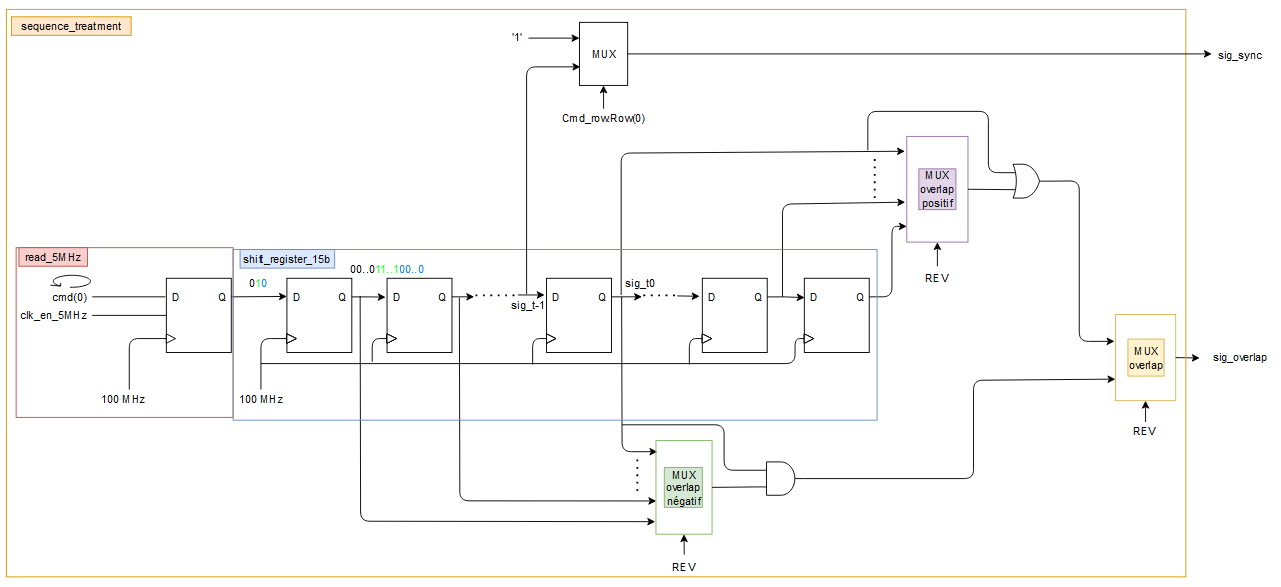 sequence_treatment
'1'
MUX
sig_sync
Cmd_rowRow(0)
MUX
overlap
positif
REV
read_5MHz
shift_register_15b
010
00..011..100..0
cmd(0)
D
Q
D
Q
D
Q
sig_t-1
D
Q
sig_t0
D
Q
D
Q
clk_en_5MHz
100 MHz
100 MHz
MUX
overlap
sig_overlap
REV
MUX
overlap
négatif
REV